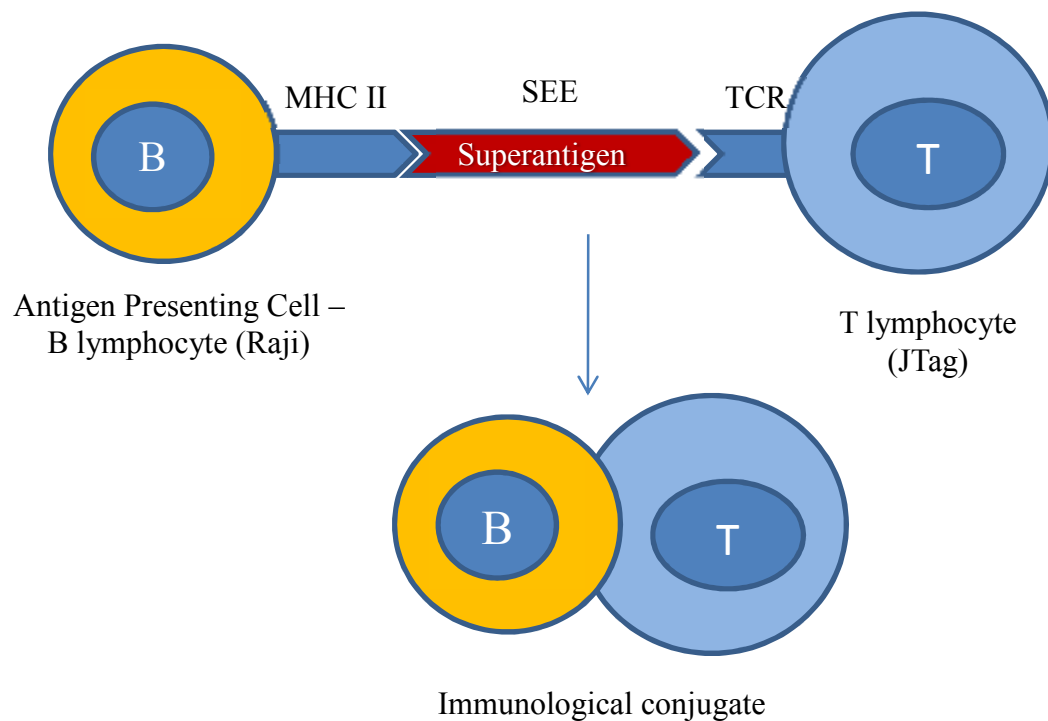 MHC II
SEE
TCR
B
Superantigen
T
Antigen Presenting Cell –
B lymphocyte (Raji)
T lymphocyte
(JTag)
B
T
Immunological conjugate